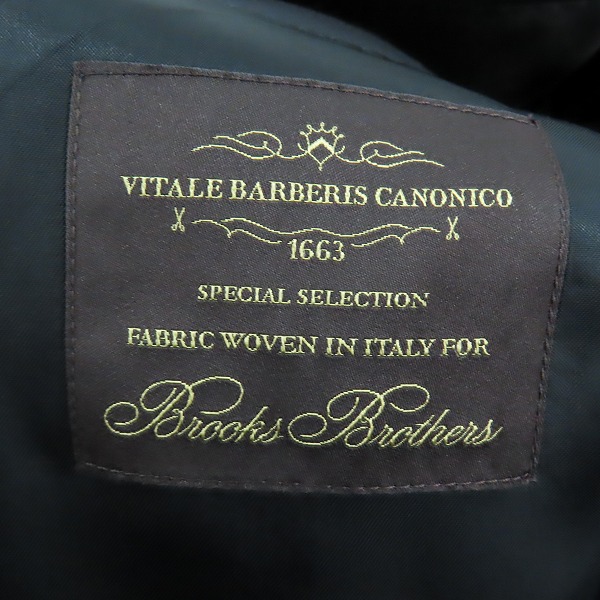 VITALE BARBERIS CANONICO
1663
SPECIAL SELECTION
FABRIC WOVEN IN ITALY FOR
Brooks Brothers